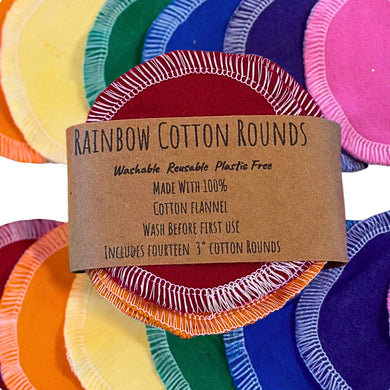 Rainbow Cotton Rounds
Washable Reusable Plastic Free
Made With 100%
Cotton flannel
Wash Before first use
Includes fourteen 3" cotton Rounds